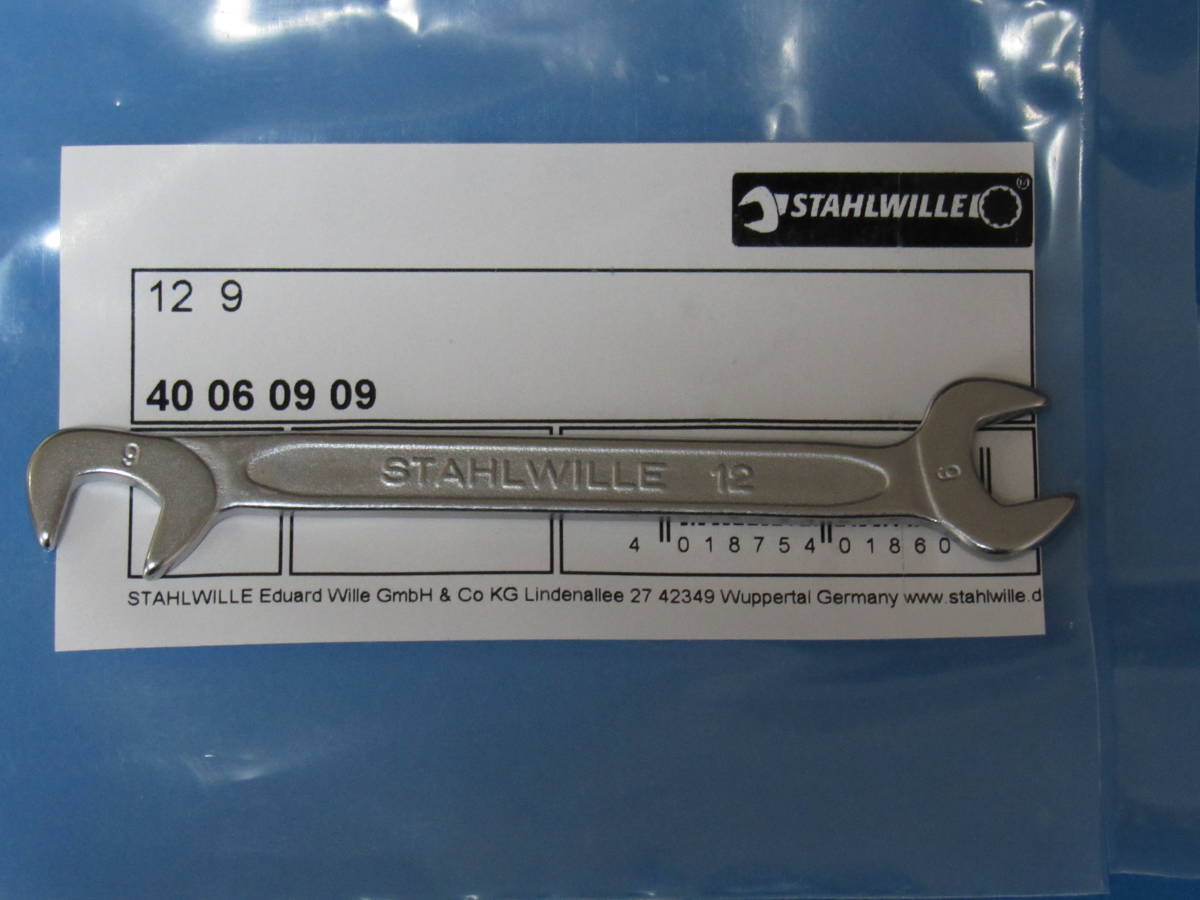 STAHLWILLE
12 9
40 06 09 09
9
STAHLWILLE 12
9
4 018754 01860
STAHLWILLE Eduard Wille GmbH & Co KG Lindenallee 27 42349 Wuppertal Germany www.stahlwille.d